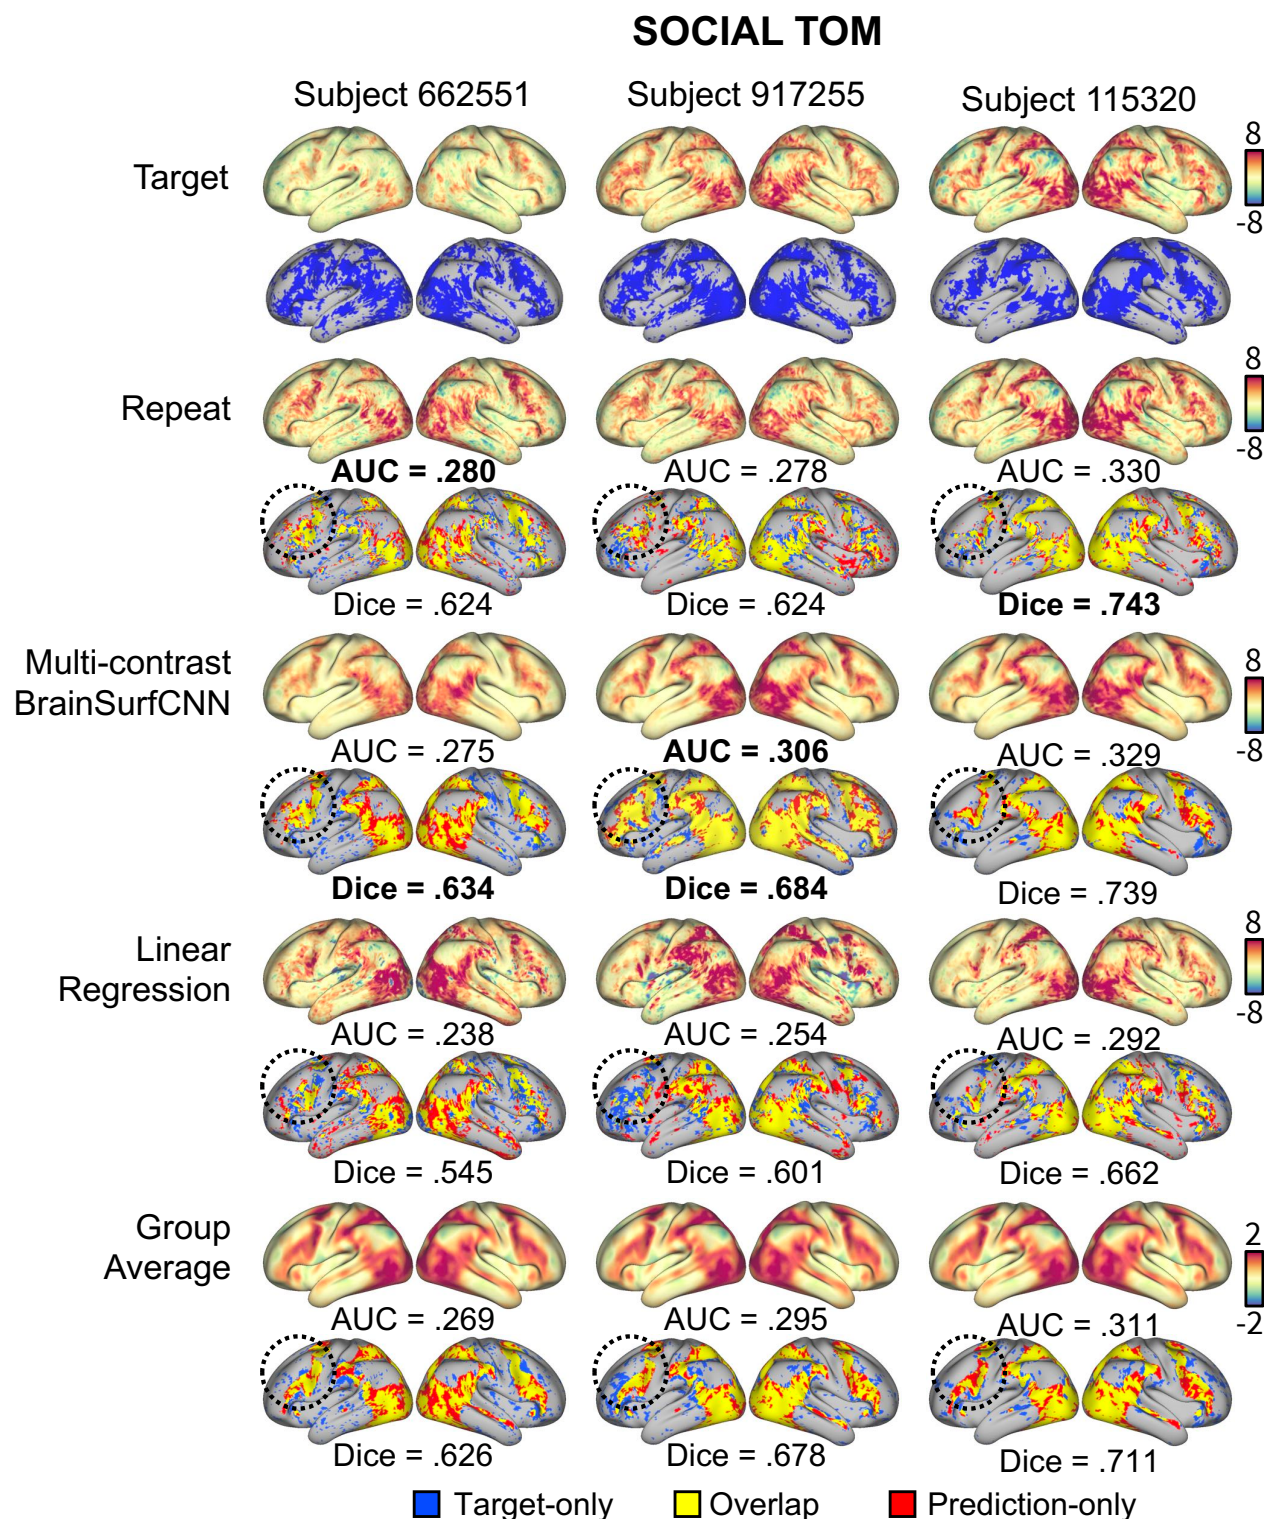 SOCIAL TOM
Subject 662551 Subject 917255 Subject 115320
Target
8
-8
Repeat
8
-8
AUC = .280 AUC = .278 AUC = .330
Dice = .624 Dice = .624 Dice = .743
Multi-contrast
BrainSurfCNN
8
-8
AUC = .275 AUC = .306 AUC = .329
Dice = .634 Dice = .684 Dice = .739
Linear
Regression
8
-8
AUC = .238 AUC = .254 AUC = .292
Dice = .545 Dice = .601 Dice = .662
Group
Average
2
-2
AUC = .269 AUC = .295 AUC = .311
Dice = .626 Dice = .678 Dice = .711
Target-only Overlap Prediction-only